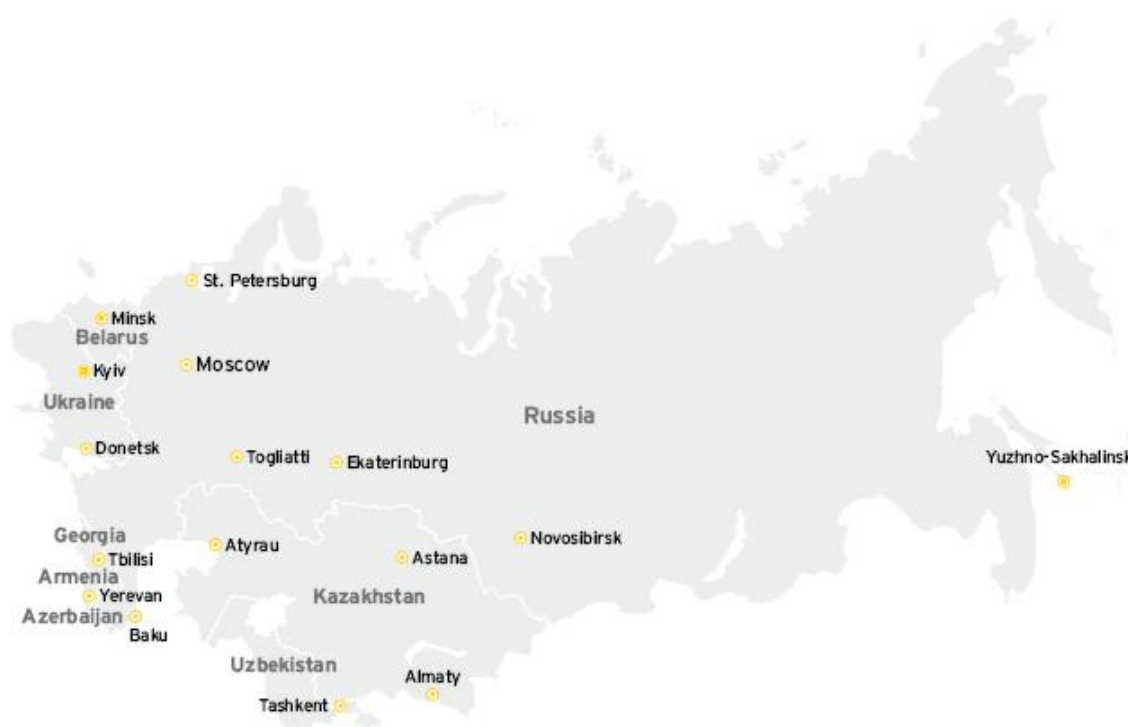 St. Petersburg
Minsk
Belarus
Moscow
Kyiv
Ukraine
Russia
Donetsk
Togliatti
Ekaterinburg
Yuzhno-Sakhalinsk
Georgia
Atyrau
Novosibirsk
Tbilisi
Astana
Armenia
Yerevan
Kazakhstan
Azerbaijan
Baku
Uzbekistan
Almaty
Tashkent